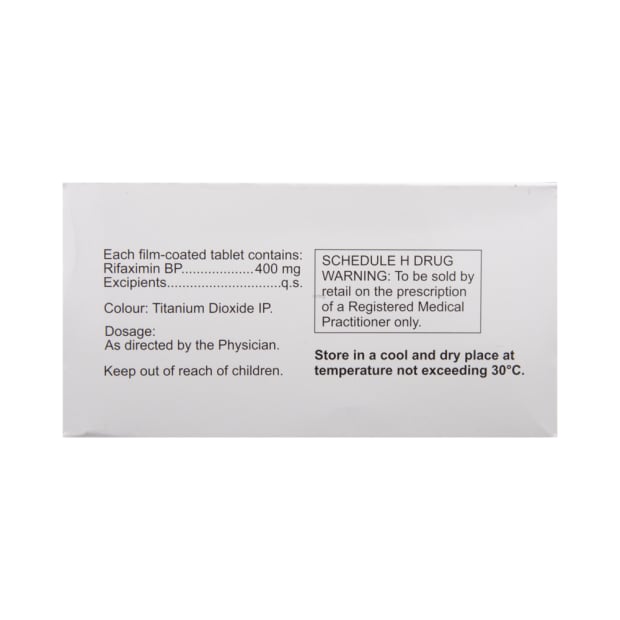 Each film-coated tablet contains:
Rifaximin BP...................400 mg
Excipients..............................q.s.
Colour: Titanium Dioxide IP.
Dosage:
As directed by the Physician.
Keep out of reach of children.
SCHEDULE H DRUG
WARNING: To be sold by
retail on the prescription
of a Registered Medical
Practitioner only.
Store in a cool and dry place at
temperature not exceeding 30°C.